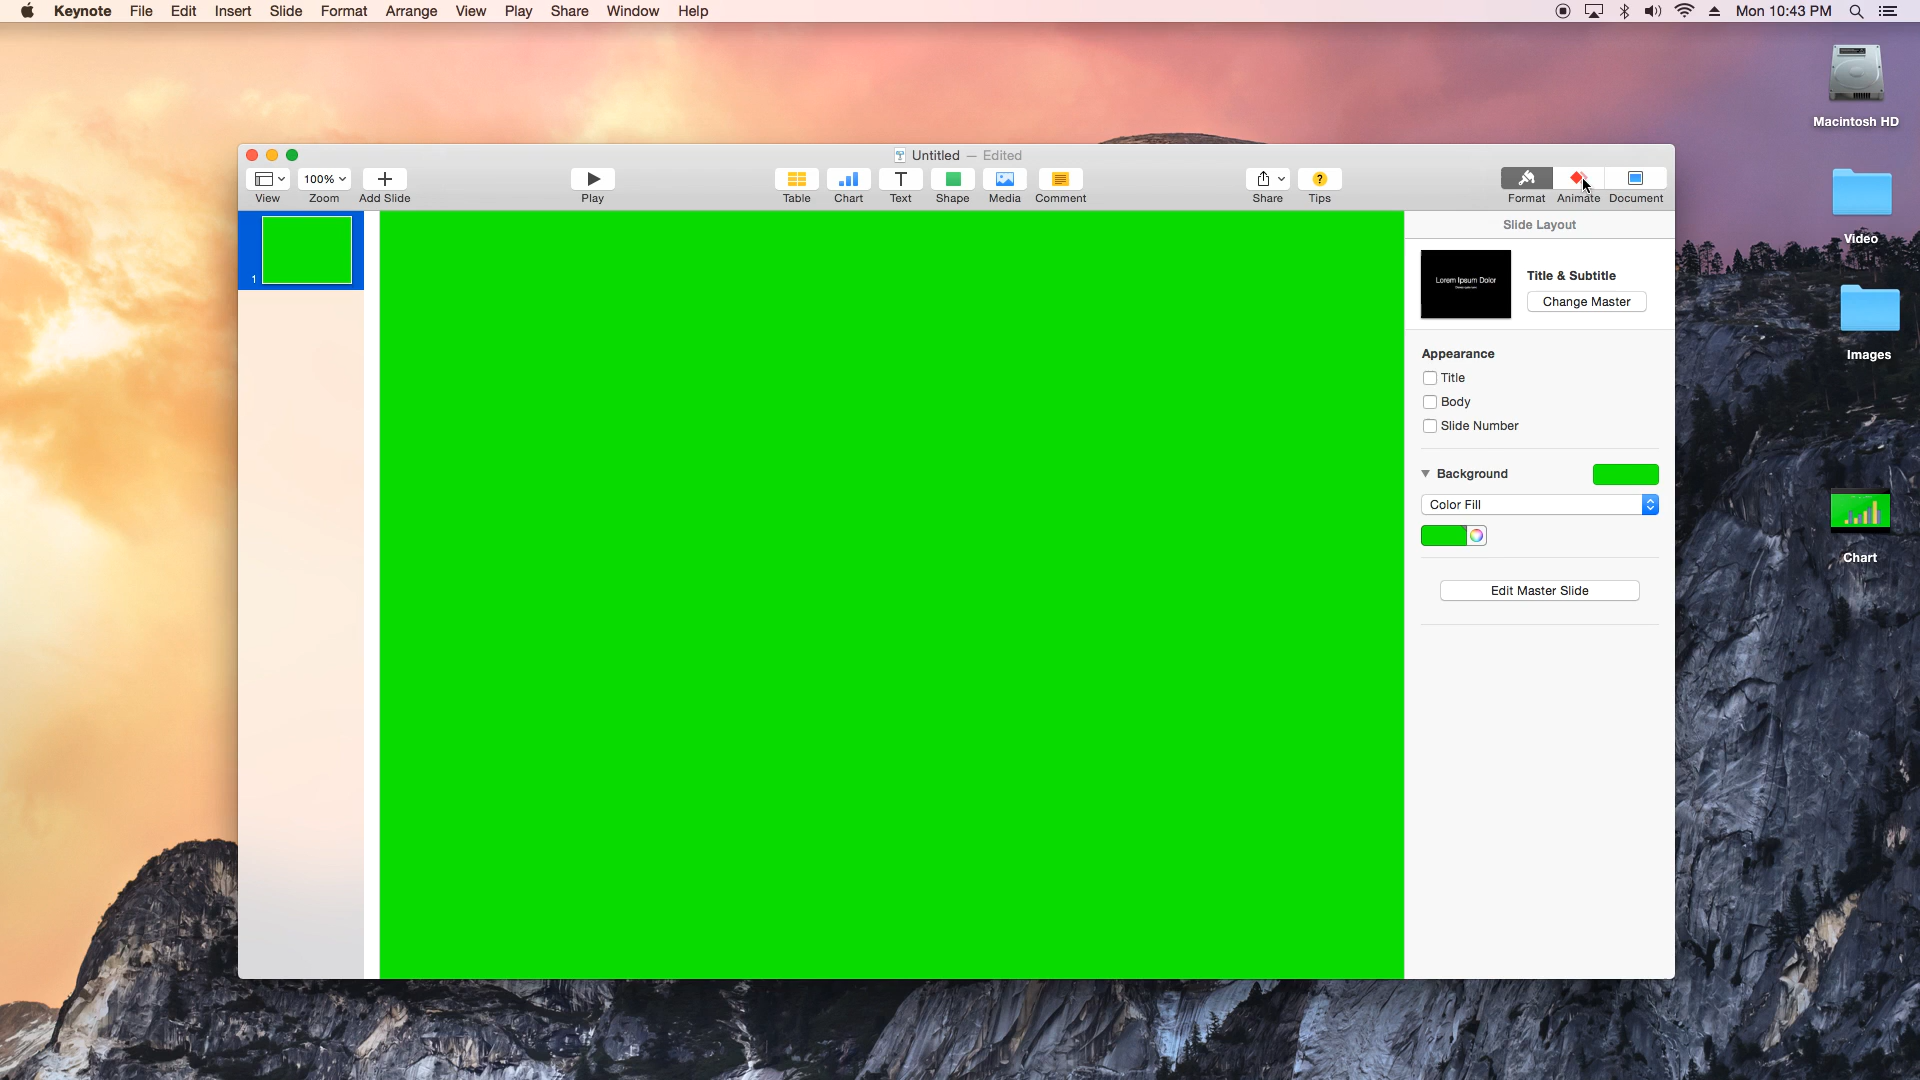 Keynote File Edit Insert Slide Format Arrange View Play Share Window Help Mon 10:43 PM
Macintosh HD
Untitled — Edited
100%
View Zoom Add Slide Play Table Chart Text Shape Media Comment Share Tips Format Animate Document
Slide Layout
1
Lorem Ipsum Dolor
Title & Subtitle
Change Master
Video
Images
Appearance
Title
Body
Slide Number
Background
Color Fill
Chart
Edit Master Slide